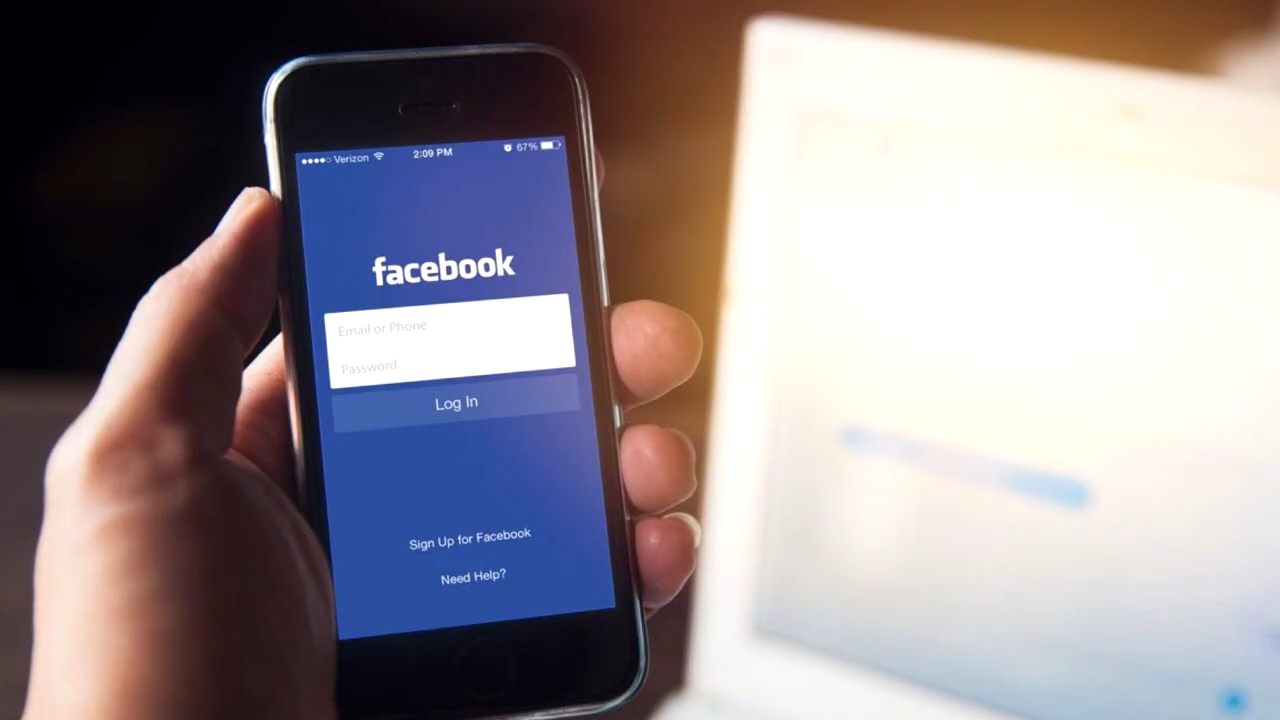 Verizon 2:09 PM 67%
facebook
Email or Phone
Password
Log In
Sign Up for Facebook
Need Help?